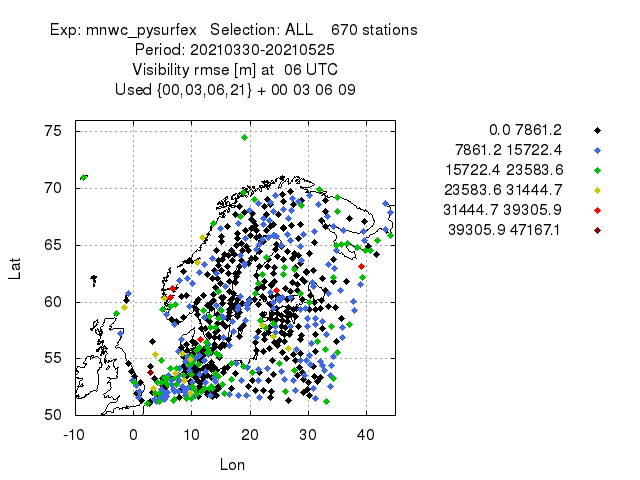 Exp: mnwc_pysurfex   Selection: ALL    670 stations
Period: 20210330-20210525
Visibility rmse [m] at  06 UTC
Used {00,03,06,21} + 00 03 06 09
0.0 7861.2
7861.2 15722.4
15722.4 23583.6
23583.6 31444.7
31444.7 39305.9
39305.9 47167.1
75
70
65
60
55
50
Lat
-10 0 10 20 30 40
Lon